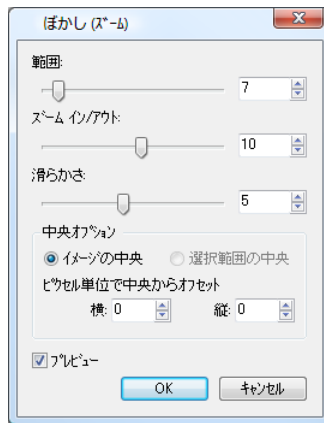 ぼかし (ズーム)
範囲:
7
ズーム イン/アウト:
10
滑らかさ:
5
中央オプション
イメージの中央 選択範囲の中央
ピクセル単位で中央からオフセット
横: 0 縦: 0
プレビュー
OK キャンセル